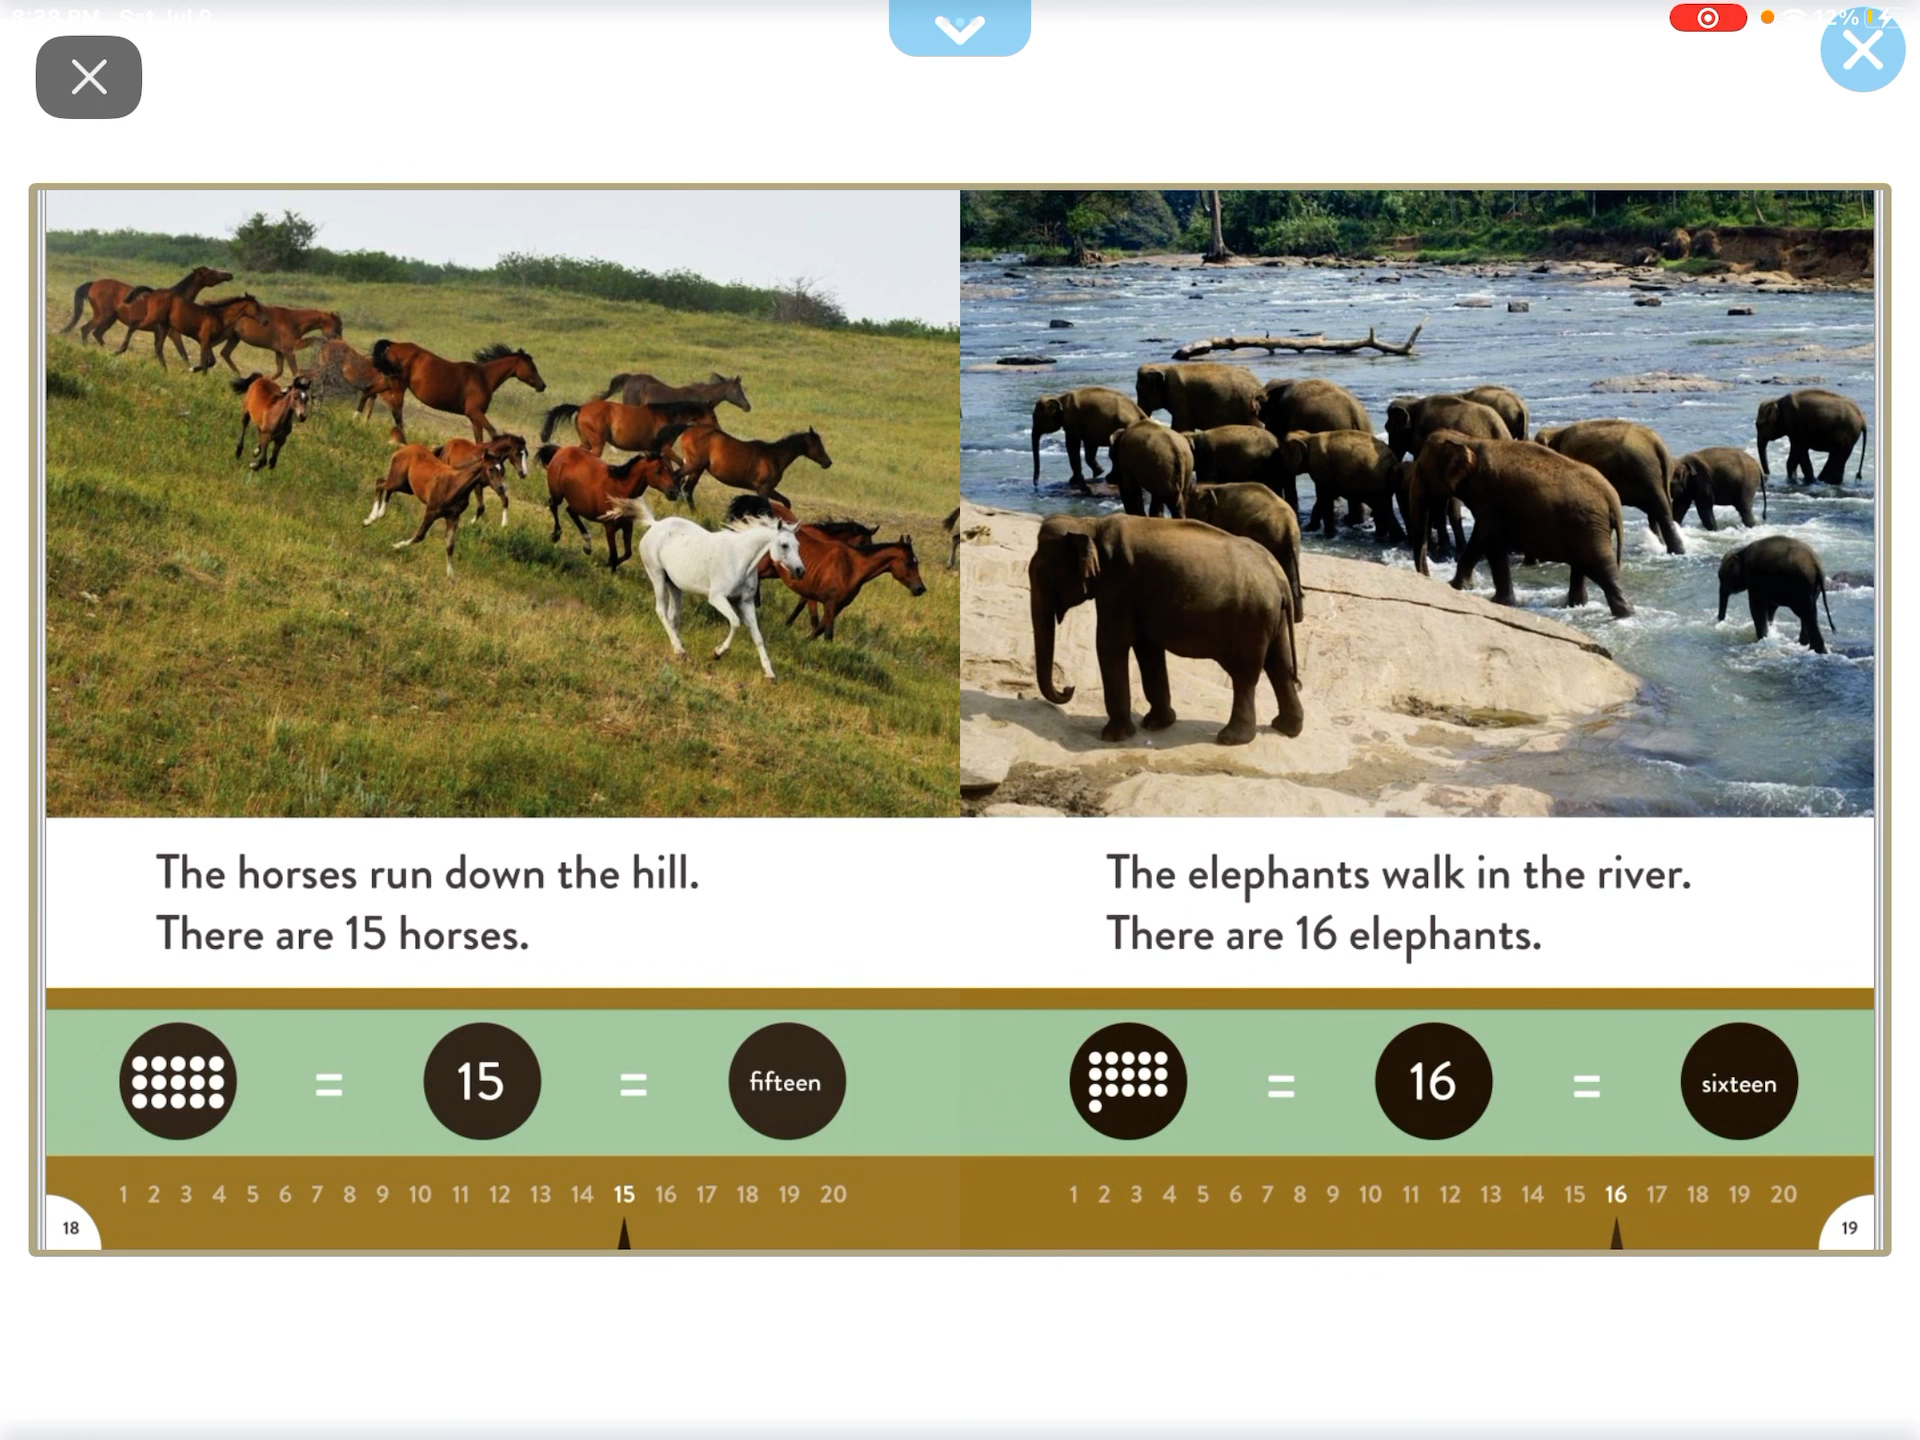 12%
The horses run down the hill.
There are 15 horses.
= 15 = fifteen
1 2 3 4 5 6 7 8 9 10 11 12 13 14 15 16 17 18 19 20
18
The elephants walk in the river.
There are 16 elephants.
= 16 = sixteen
1 2 3 4 5 6 7 8 9 10 11 12 13 14 15 16 17 18 19 20
19